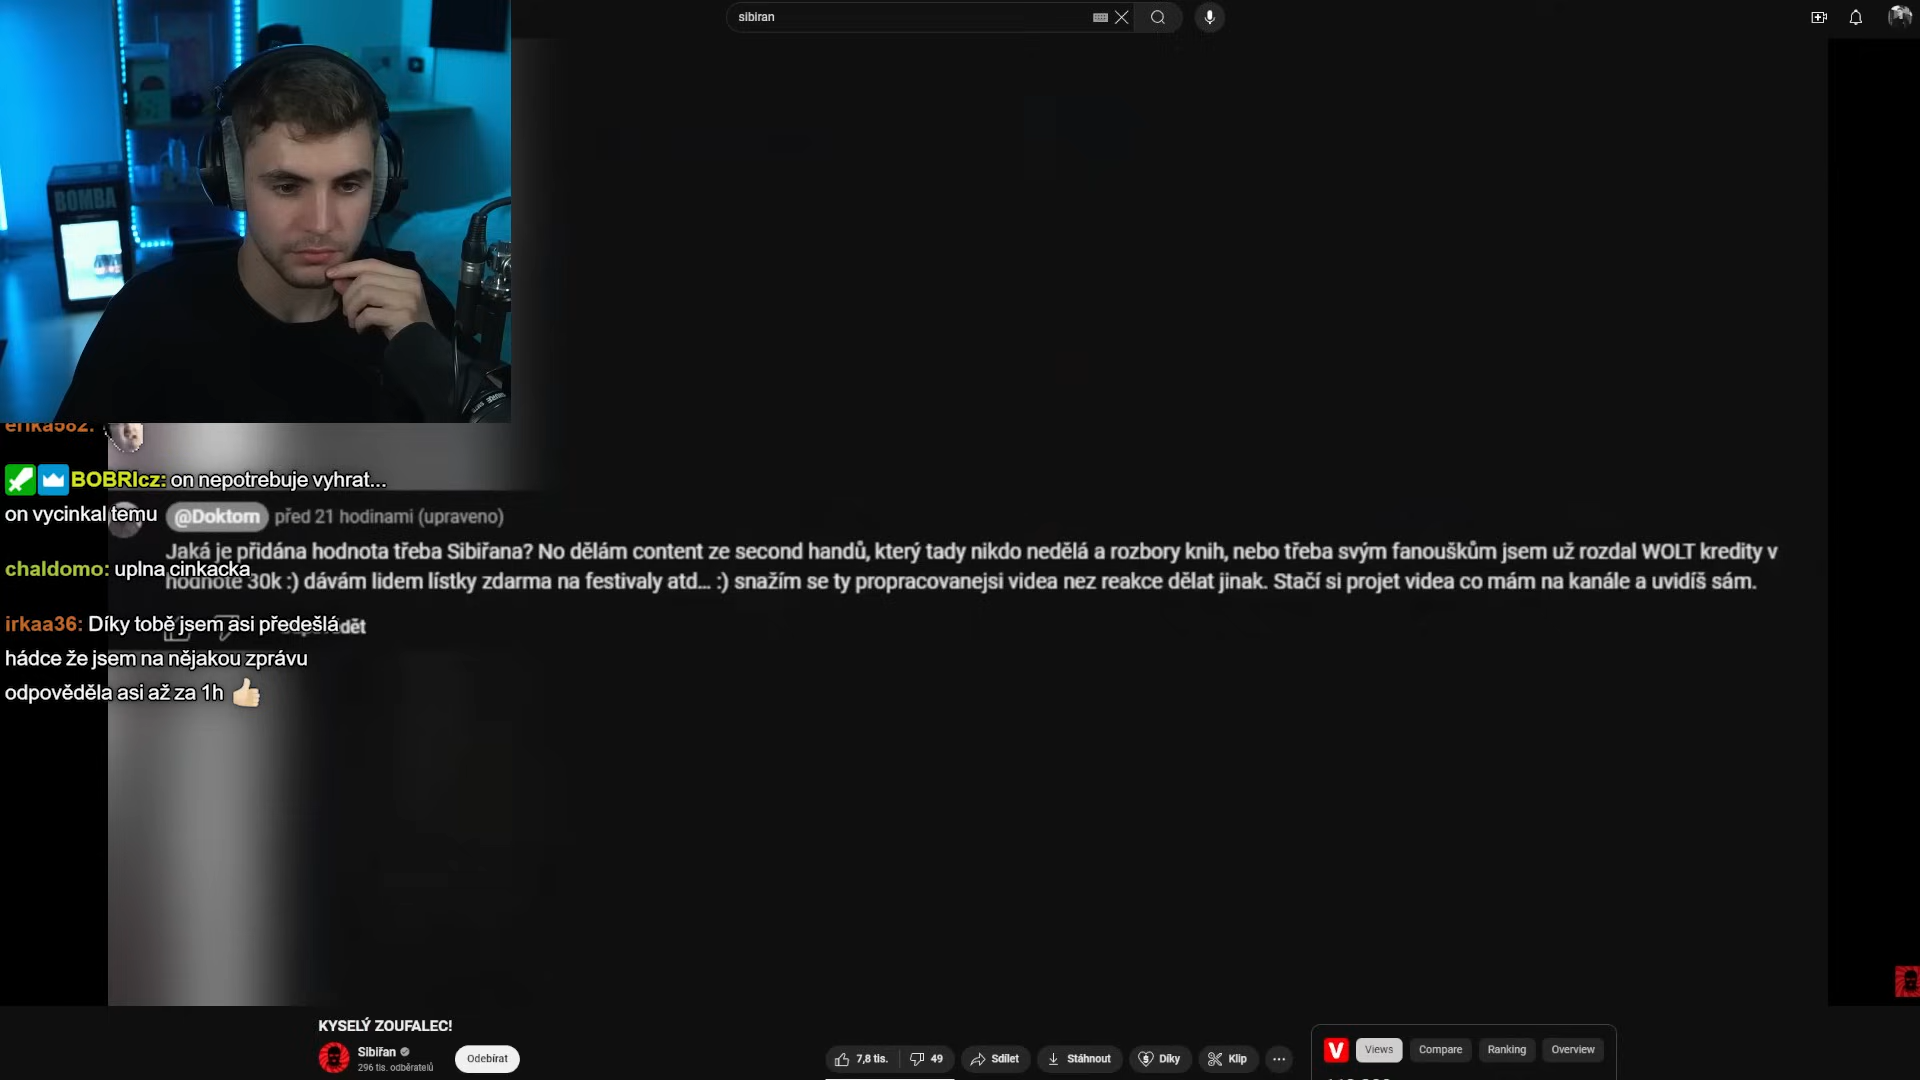 sibiran
BOMBA
erika582:
BOBRIcz: on nepotrebuje vyhrat...
on vycinkal temu
@Doktorn před 21 hodinami (upraveno)
Jaká je přidána hodnota třeba Sibiřana? No dělám content ze second handů, který tady nikdo nedělá a rozbory knih, nebo třeba svým fanouškům jsem už rozdal WOLT kredity v
chaldomo: uplna cinkacka
hodnotě 30k :) dávám lidem lístky zdarma na festivaly atd... :) snažím se ty propracovanejsi videa nez reakce dělat jinak. Stačí si projet videa co mám na kanále a uvidíš sám.
irkaa36: Díky tobě jsem asi předešlá
hádce že jsem na nějakou zprávu
odpověděla asi až za 1h
KYSELÝ ZOUFALEC!
Sibiřan
296 tis. odběratelů
Odebírat
7,8 tis.
49
Sdílet
Stáhnout
Díky
Klip
Views
Compare
Ranking
Overview